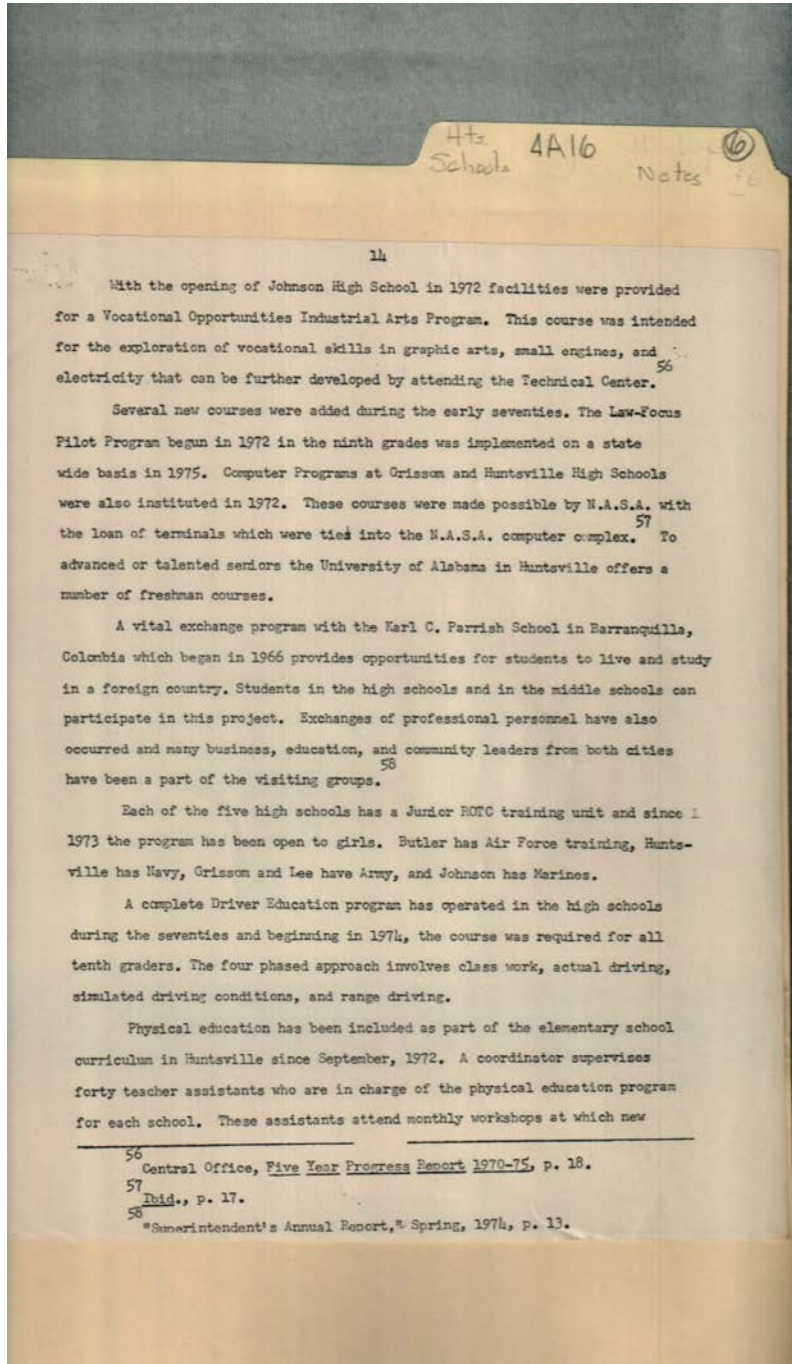 Hts 4A16 6
Schools Notes
14
With the opening of Johnson High School in 1972 facilities were provided
for a Vocational Opportunities Industrial Arts Program. This course was intended
for the exploration of vocational skills in graphic arts, small engines, and
56
electricity that can be further developed by attending the Technical Center.
Several new courses were added during the early seventies. The Law-Focus
Pilot Program begun in 1972 in the ninth grades was implemented on a state
wide basis in 1975. Computer Programs at Grissom and Huntsville High Schools
were also instituted in 1972. These courses were made possible by N.A.S.A. with
57
the loan of terminals which were tied into the N.A.S.A. computer complex. To
advanced or talented seniors the University of Alabama in Huntsville offers a
number of freshman courses.
A vital exchange program with the Karl C. Parrish School in Barranquilla,
Colombia which began in 1966 provides opportunities for students to live and study
in a foreign country. Students in the high schools and in the middle schools can
participate in this project. Exchanges of professional personnel have also
occurred and many business, education, and community leaders from both cities
58
have been a part of the visiting groups.
Each of the five high schools has a Junior ROTC training unit and since
1973 the program has been open to girls. Butler has Air Force training, Hunts-
ville has Navy, Grissom and Lee have Army, and Johnson has Marines.
A complete Driver Education program has operated in the high schools
during the seventies and beginning in 1974, the course was required for all
tenth graders. The four phased approach involves class work, actual driving,
simulated driving conditions, and range driving.
Physical education has been included as part of the elementary school
curriculum in Huntsville since September, 1972. A coordinator supervises
forty teacher assistants who are in charge of the physical education program
for each school. These assistants attend monthly workshops at which new
56
Central Office, Five Year Progress Report 1970-75, p. 18.
57
Ibid., p. 17.
58
"Superintendent's Annual Report," Spring, 1974, p. 13.